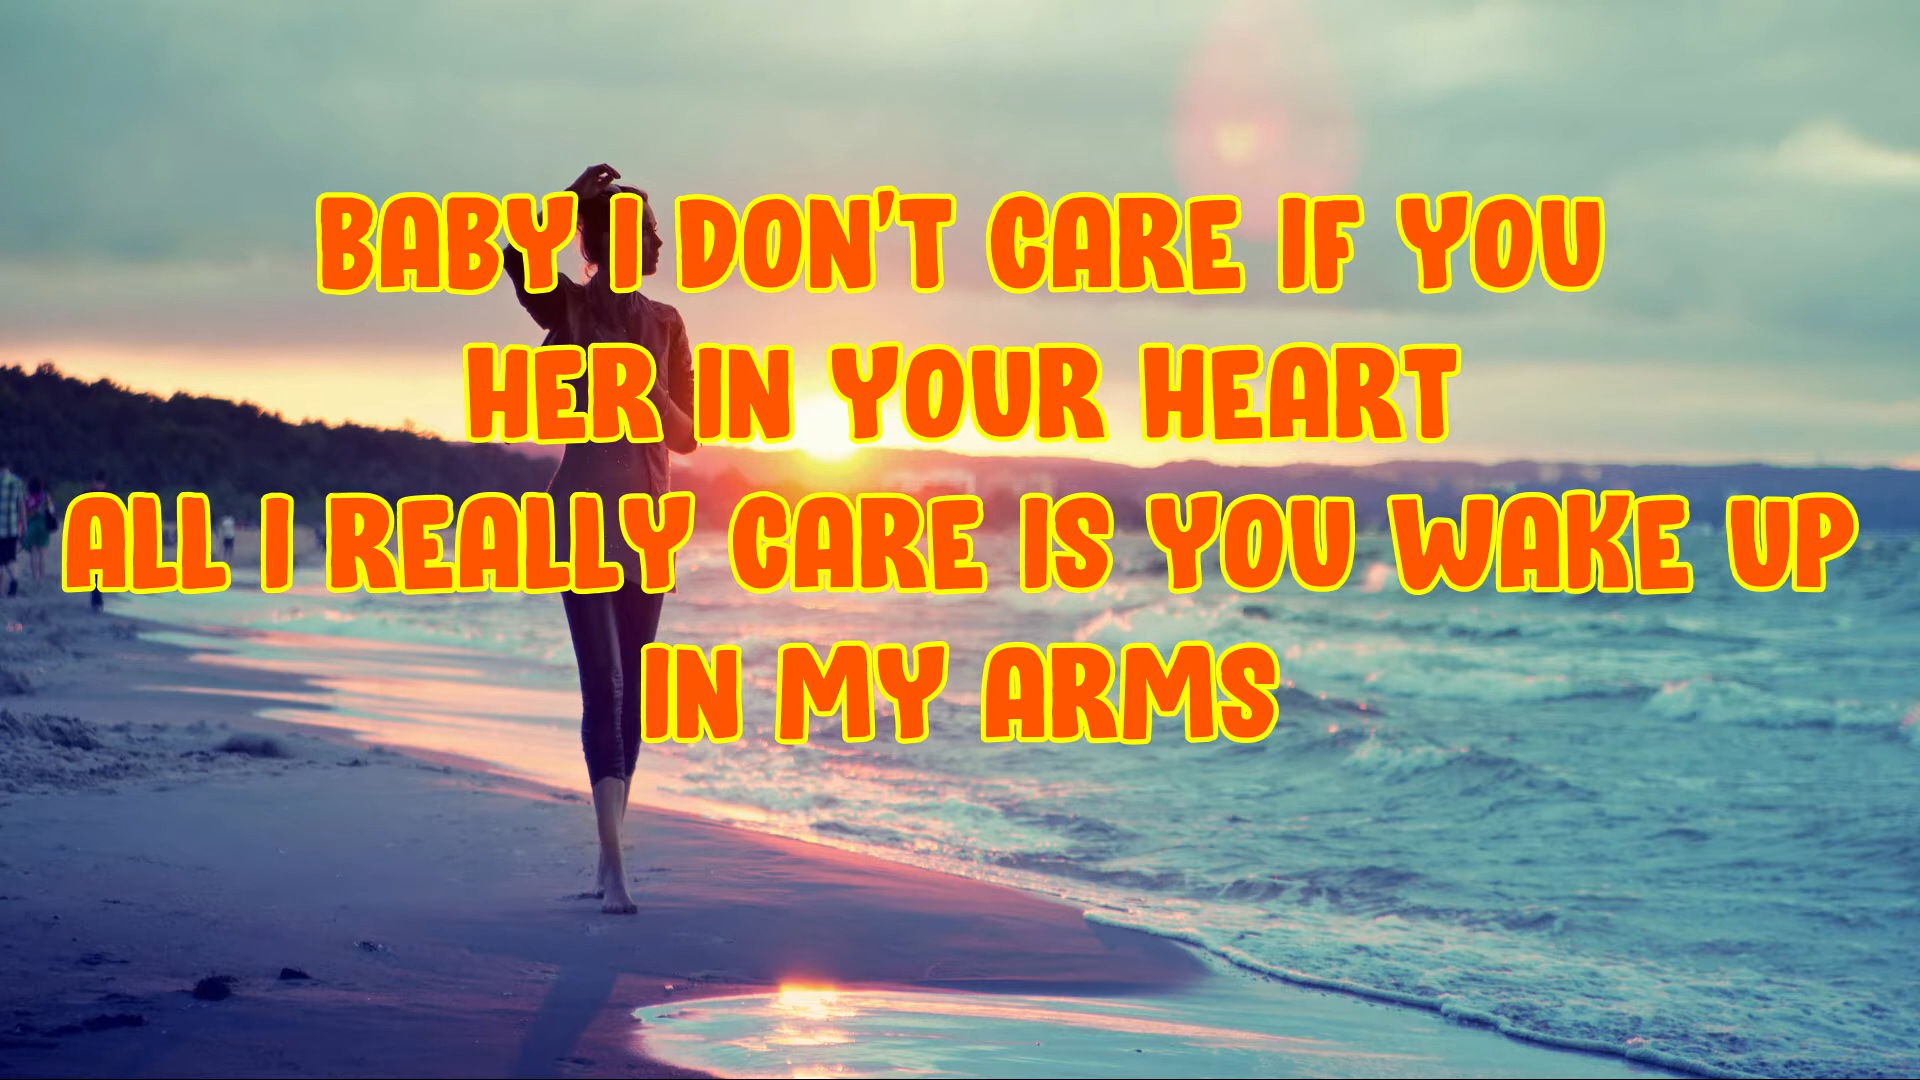 BABY I DON'T CARE IF YOU
HER IN YOUR HEART
ALL I REALLY CARE IS YOU WAKE UP
IN MY ARMS